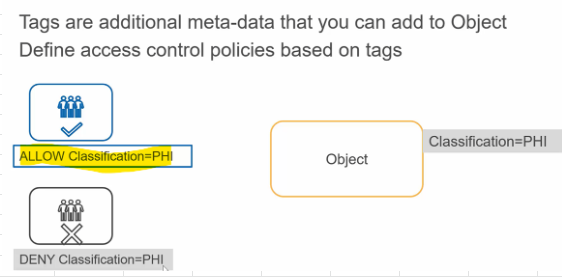 Tags are additional meta-data that you can add to Object
Define access control policies based on tags
ALLOW Classification=PHI
Object
Classification=PHI
DENY Classification=PHI